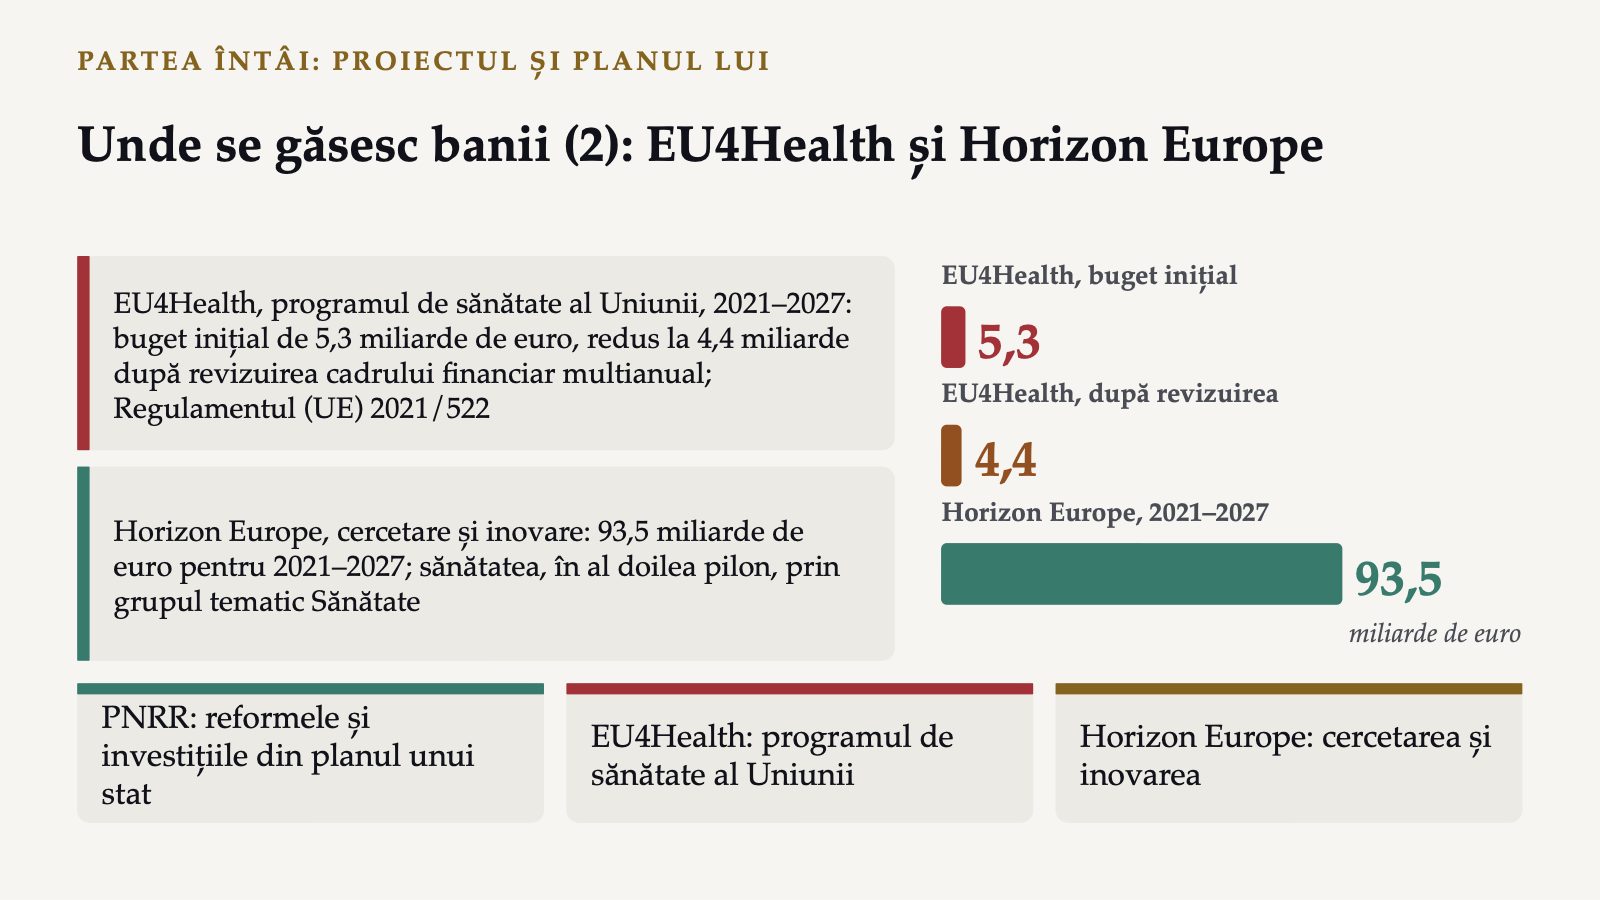 PARTEA ÎNTÂI: PROIECTUL ȘI PLANUL LUI
Unde se găsesc banii (2): EU4Health și Horizon Europe
EU4Health, programul de sănătate al Uniunii, 2021–2027:
buget inițial de 5,3 miliarde de euro, redus la 4,4 miliarde
după revizuirea cadrului financiar multianual;
Regulamentul (UE) 2021/522
Horizon Europe, cercetare și inovare: 93,5 miliarde de
euro pentru 2021–2027; sănătatea, în al doilea pilon, prin
grupul tematic Sănătate
EU4Health, buget inițial
5,3
EU4Health, după revizuirea
4,4
Horizon Europe, 2021–2027
93,5
miliarde de euro
PNRR: reformele și
investițiile din planul unui
stat
EU4Health: programul de
sănătate al Uniunii
Horizon Europe: cercetarea și
inovarea